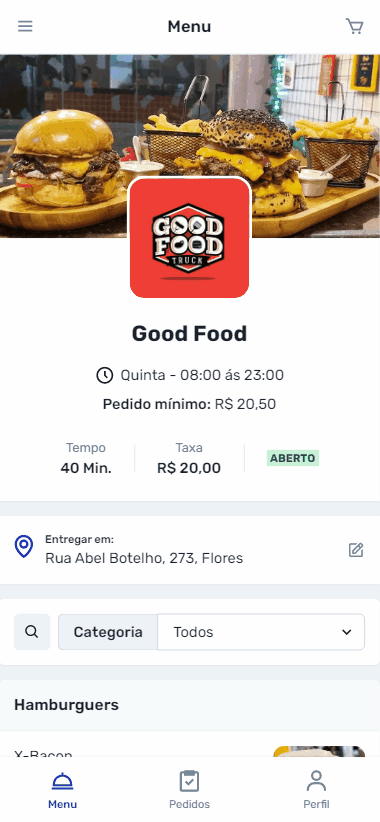 Menu
GOOD
FOOD
TRUCK
Good Food
Quinta - 08:00 ás 23:00
Pedido mínimo: R$ 20,50
Tempo
40 Min.
Taxa
R$ 20,00
ABERTO
Entregar em:
Rua Abel Botelho, 273, Flores
Categoria
Todos
Hamburguers
X-Bacon
Menu
Pedidos
Perfil